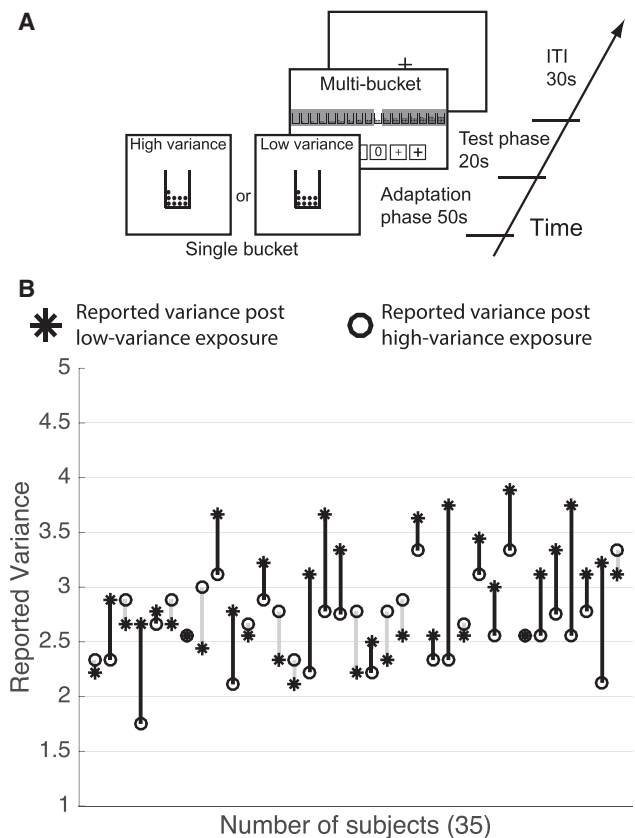 A
ITI
30s
Multi-bucket
Test phase
20s
High variance
or
Low variance
0 + +
Adaptation
phase 50s
Time
Single bucket
B
Reported variance post
low-variance exposure
Reported variance post
high-variance exposure
5
4.5
4
3.5
3
2.5
2
1.5
1
Reported Variance
Number of subjects (35)